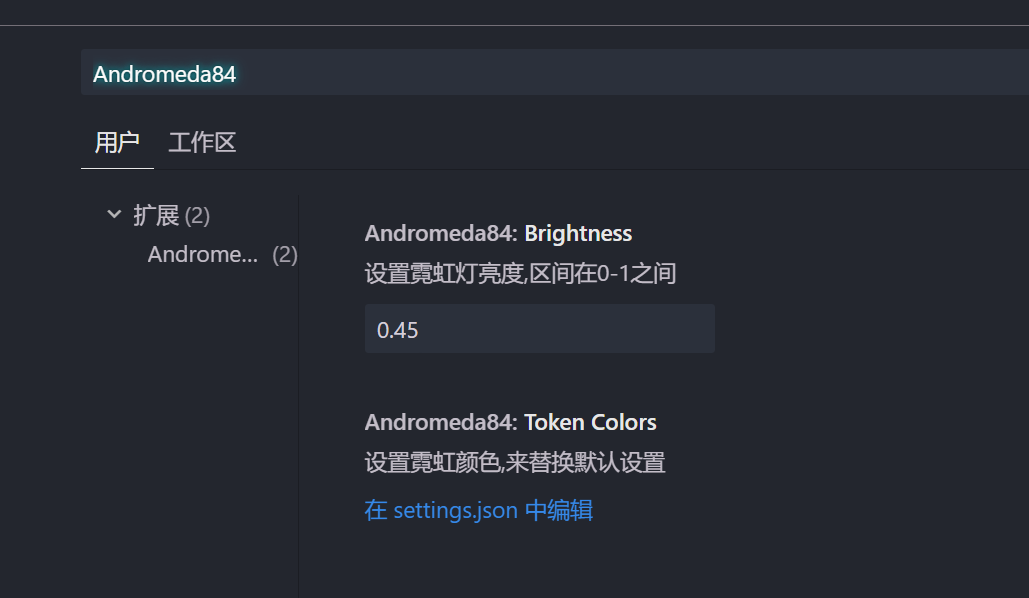 Andromeda84
用户 工作区
扩展 (2)
Androme... (2)
Andromeda84: Brightness
设置霓虹灯亮度,区间在0-1之间
0.45
Andromeda84: Token Colors
设置霓虹颜色,来替换默认设置
在 settings.json 中编辑